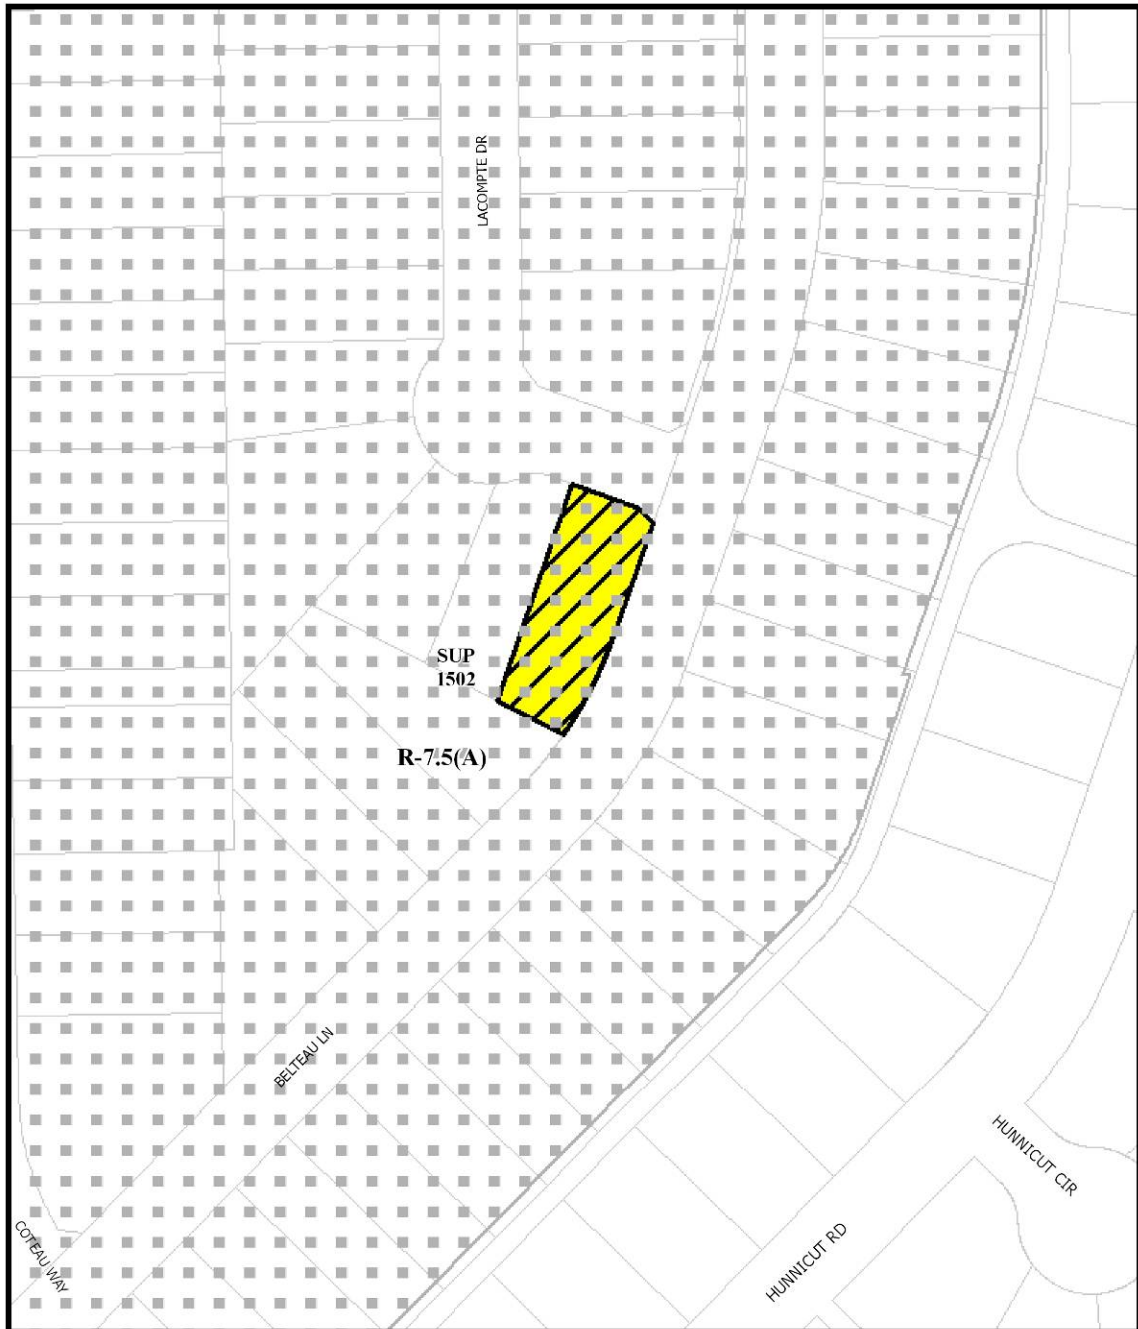 LACOMPTE DR
SUP
1502
R-7.5(A)
BELTEAU LN
HUNNICUT CIR
COTEAU WAY
HUNNICUT RD